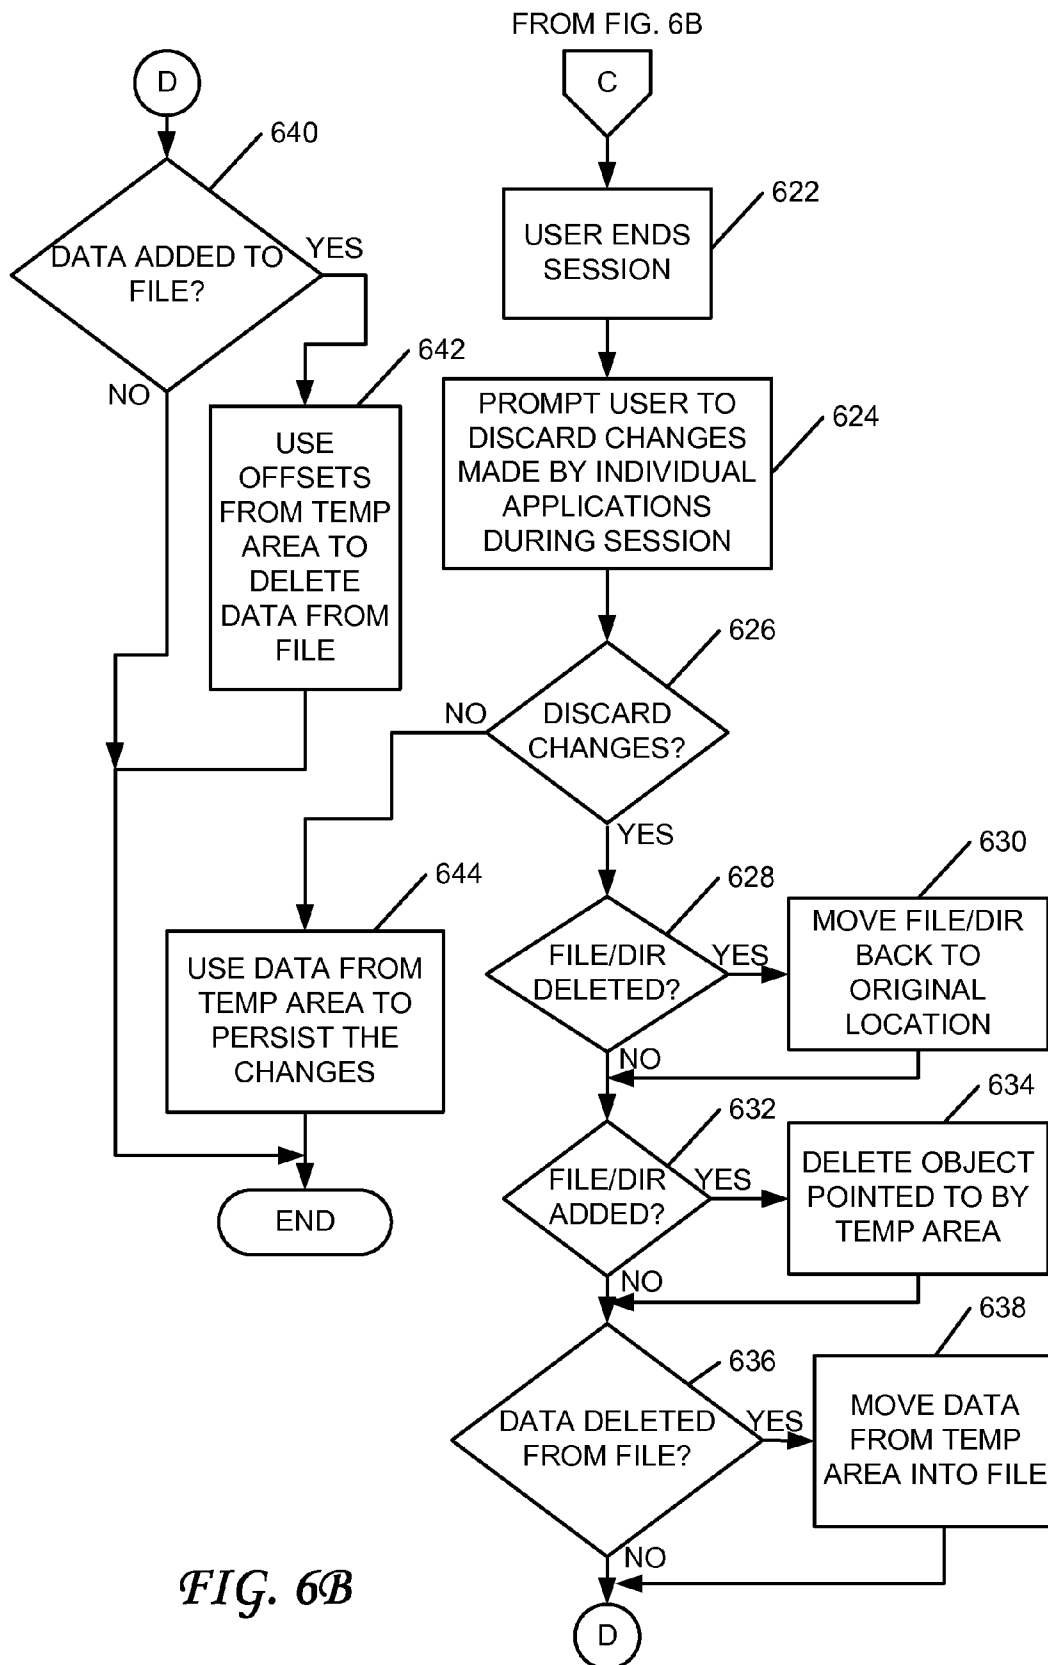 FROM FIG. 6B
C
622
USER ENDS
SESSION
624
PROMPT USER TO
DISCARD CHANGES
MADE BY INDIVIDUAL
APPLICATIONS
DURING SESSION
626
DISCARD
CHANGES?
NO
YES
644
USE DATA FROM
TEMP AREA TO
PERSIST THE
CHANGES
628
FILE/DIR
DELETED?
YES
NO
630
MOVE FILE/DIR
BACK TO
ORIGINAL
LOCATION
632
FILE/DIR
ADDED?
YES
NO
634
DELETE OBJECT
POINTED TO BY
TEMP AREA
636
DATA DELETED
FROM FILE?
YES
NO
638
MOVE DATA
FROM TEMP
AREA INTO FILE
D
D
640
DATA ADDED TO
FILE?
YES
NO
642
USE
OFFSETS
FROM TEMP
AREA TO
DELETE
DATA FROM
FILE
END
FIG. 6B